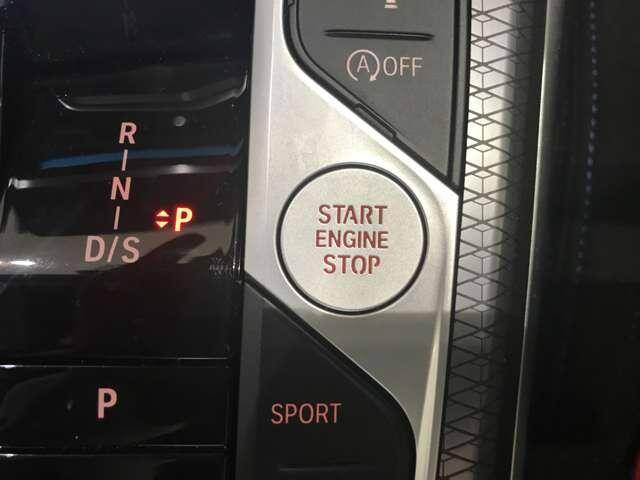 A OFF
R
N
D/S
P
START
ENGINE
STOP
P
SPORT